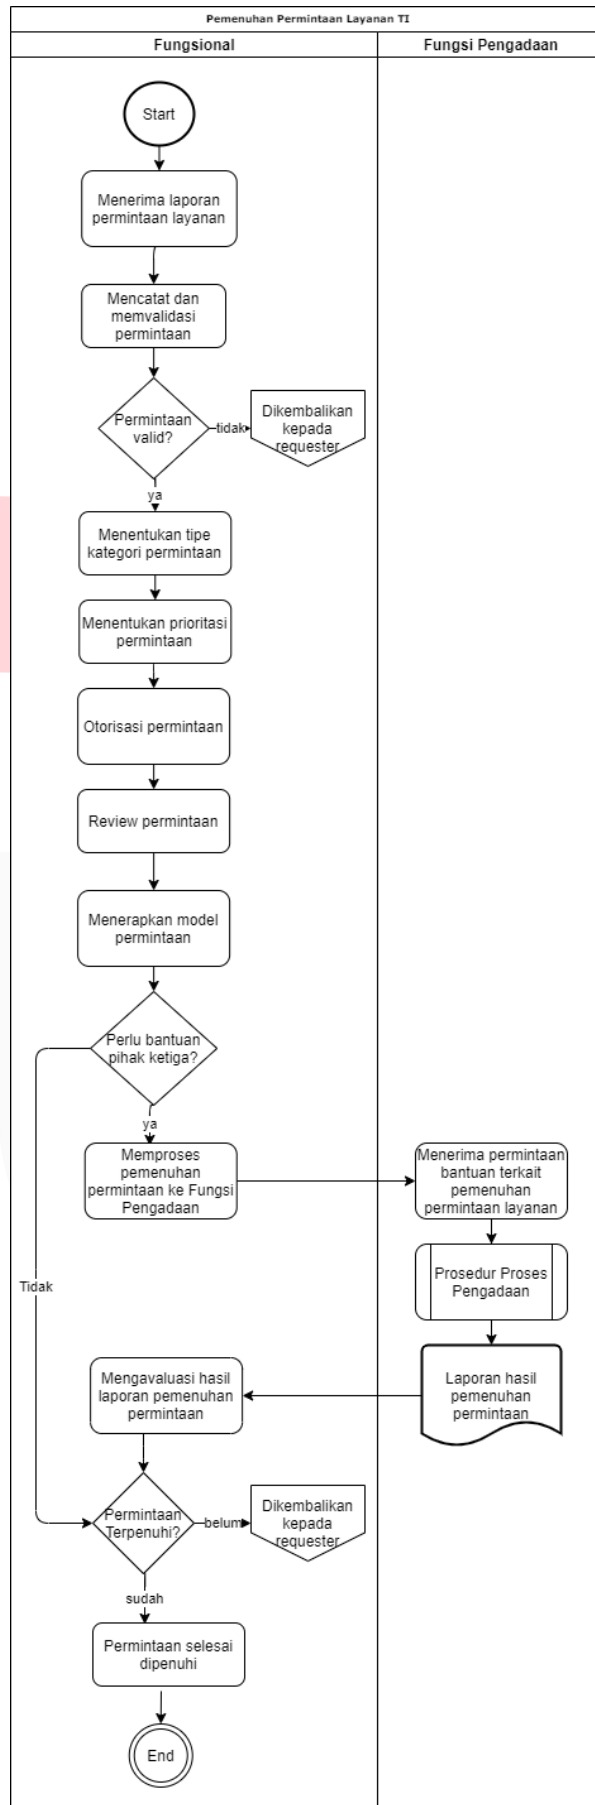 Pemenuhan Permintaan Layanan TI
Fungsional
Fungsi Pengadaan
Start
Menerima laporan
permintaan layanan
Mencatat dan
memvalidasi
permintaan
Permintaan
valid?
tidak
Dikembalikan
kepada
requester
ya
Menentukan tipe
kategori permintaan
Menentukan prioritasi
permintaan
Otorisasi permintaan
Review permintaan
Menerapkan model
permintaan
Perlu bantuan
pihak ketiga?
ya
Memproses
pemenuhan
permintaan ke Fungsi
Pengadaan
Menerima permintaan
bantuan terkait
pemenuhan
permintaan layanan
Prosedur Proses
Pengadaan
Tidak
Laporan hasil
pemenuhan
permintaan
Mengavaluasi hasil
laporan pemenuhan
permintaan
Permintaan
Terpenuhi?
belum
Dikembalikan
kepada
requester
sudah
Permintaan selesai
dipenuhi
End